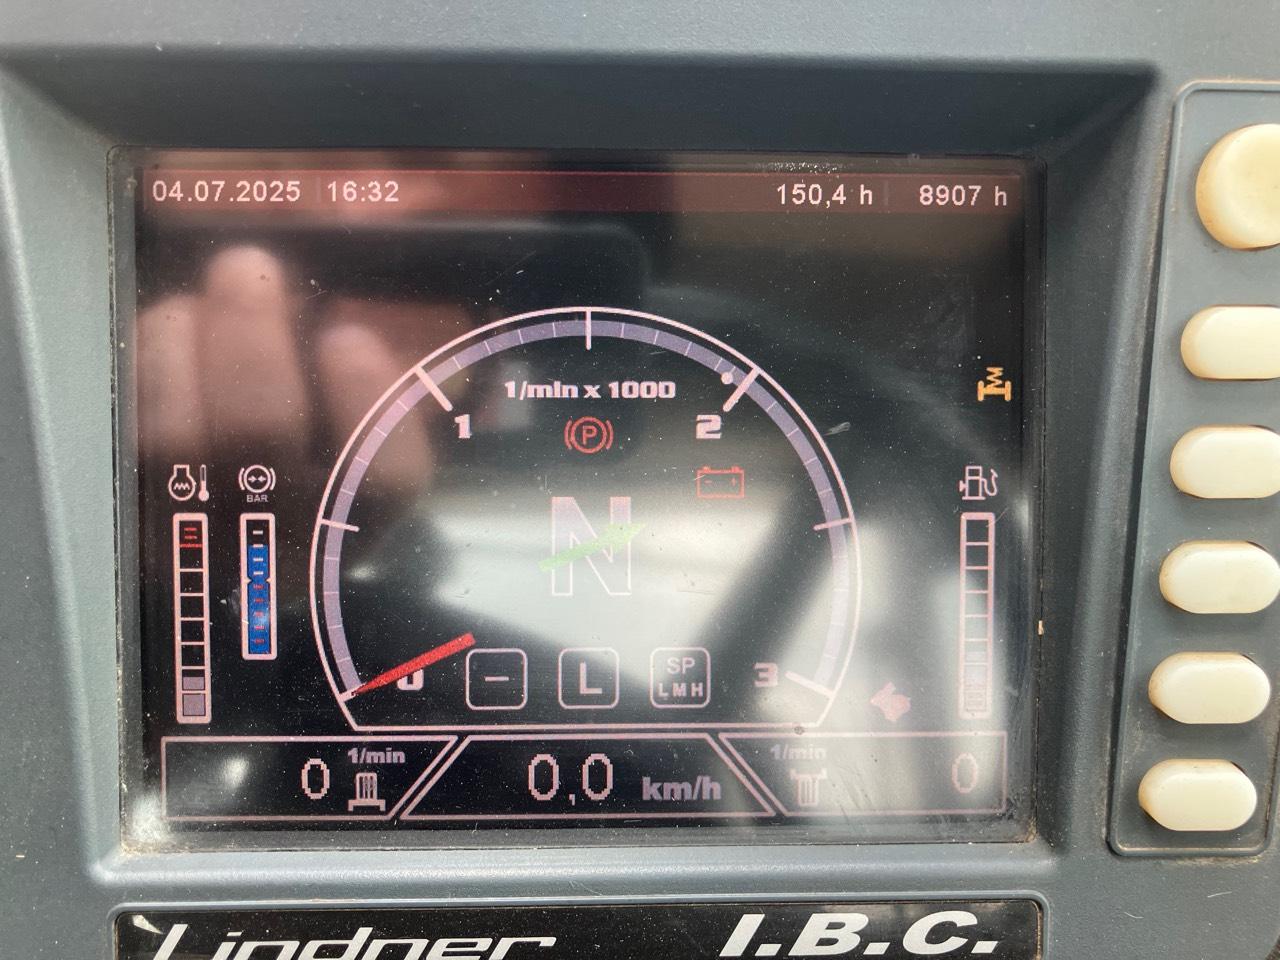 04.07.2025 16:32 150,4 h 8907 h
1/min x 1000
1 2
P
BAR
N
0 3
– L SP
L M H
1/min 1/min
0 0,0 km/h 0
Lindner I.B.C.